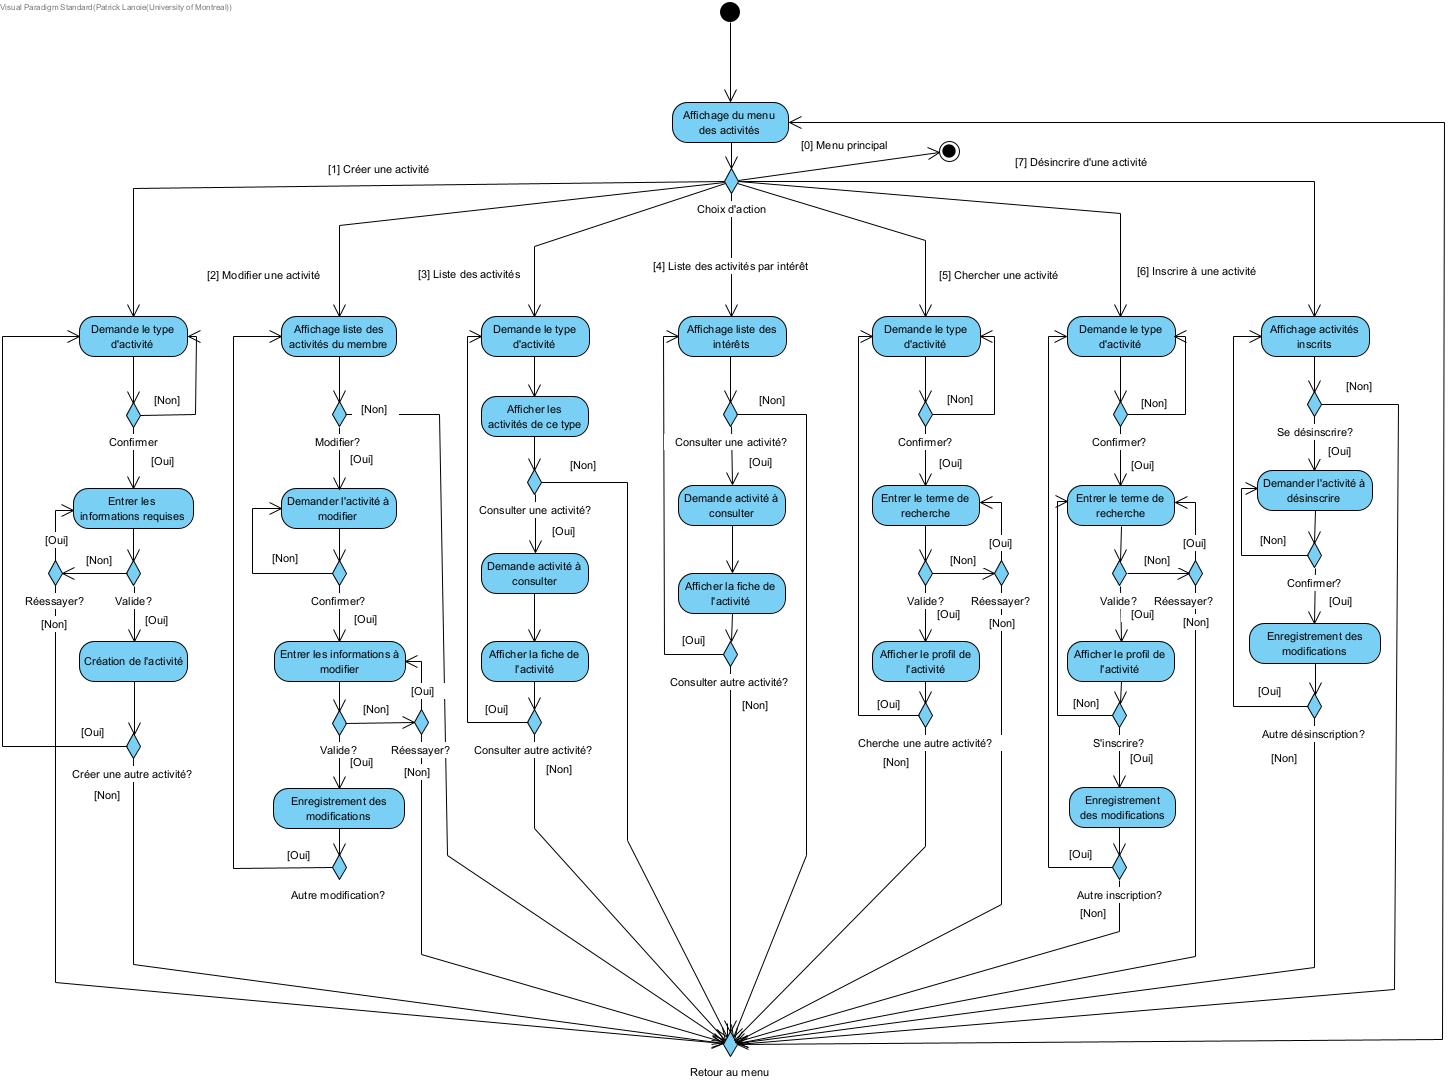 Visual Paradigm Standard(Patrick Lanoie(University of Montreal))
Affichage du menu
des activités
[0] Menu principal
[1] Créer une activité
[7] Désincrire d'une activité
Choix d'action
[2] Modifier une activité
[3] Liste des activités
[4] Liste des activités par intérêt
[5] Chercher une activité
[6] Inscrire à une activité
Demande le type
d'activité
[Non]
Confirmer
[Oui]
Entrer les
informations requises
[Oui]
[Non]
Réessayer?
Valide?
[Non]
[Oui]
Création de l'activité
[Oui]
Créer une autre activité?
[Non]
Affichage liste des
activités du membre
[Non]
Modifier?
[Oui]
Demander l'activité à
modifier
[Non]
Confirmer?
[Oui]
Entrer les informations à
modifier
[Oui]
[Non]
Valide?
Réessayer?
[Oui]
[Non]
Enregistrement des
modifications
[Oui]
Autre modification?
Demande le type
d'activité
Afficher les
activités de ce type
[Non]
Consulter une activité?
[Oui]
Demande activité à
consulter
Afficher la fiche de
l'activité
[Oui]
Consulter autre activité?
[Non]
Affichage liste des
intérêts
[Non]
Consulter une activité?
[Oui]
Demande activité à
consulter
Afficher la fiche de
l'activité
[Oui]
Consulter autre activité?
[Non]
Demande le type
d'activité
[Non]
Confirmer?
[Oui]
Entrer le terme de
recherche
[Oui]
[Non]
Valide?
Réessayer?
[Oui]
[Non]
Afficher le profil de
l'activité
[Oui]
Cherche une autre activité?
[Non]
Demande le type
d'activité
[Non]
Confirmer?
[Oui]
Entrer le terme de
recherche
[Oui]
[Non]
Valide?
Réessayer?
[Oui]
[Non]
Afficher le profil de
l'activité
[Non]
S'inscrire?
[Oui]
Enregistrement
des modifications
[Oui]
Autre inscription?
[Non]
Affichage activités
inscrits
[Non]
Se désinscrire?
[Oui]
Demander l'activité à
désinscrire
[Non]
Confirmer?
[Oui]
Enregistrement des
modifications
[Oui]
Autre désinscription?
[Non]
Retour au menu